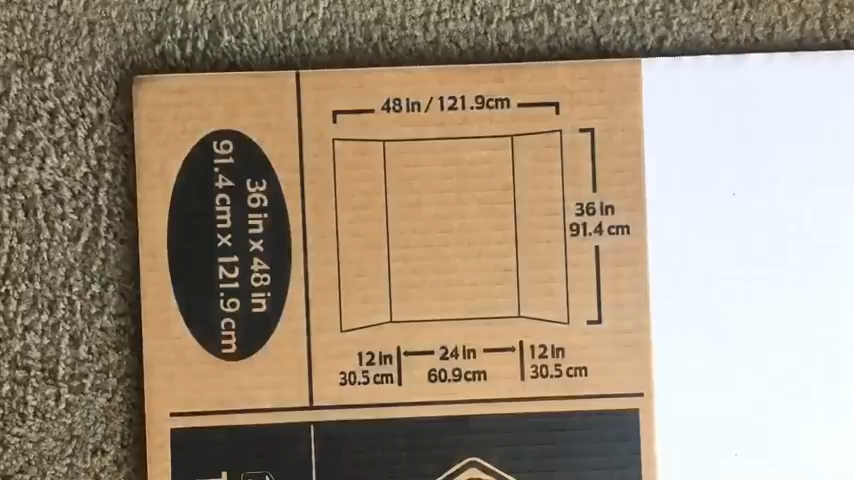 48 in / 121.9cm
36 in x 48 in
91.4 cm x 121.9 cm
36 in
91.4 cm
12 in
30.5 cm
24 in
60.9cm
12 in
30.5 cm
T